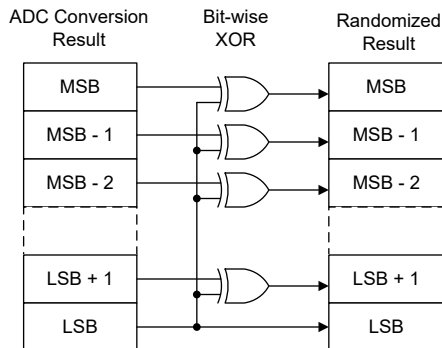 ADC Conversion Result
Bit-wise XOR
Randomized Result
MSB
MSB
MSB - 1
MSB - 1
MSB - 2
MSB - 2
LSB + 1
LSB + 1
LSB
LSB